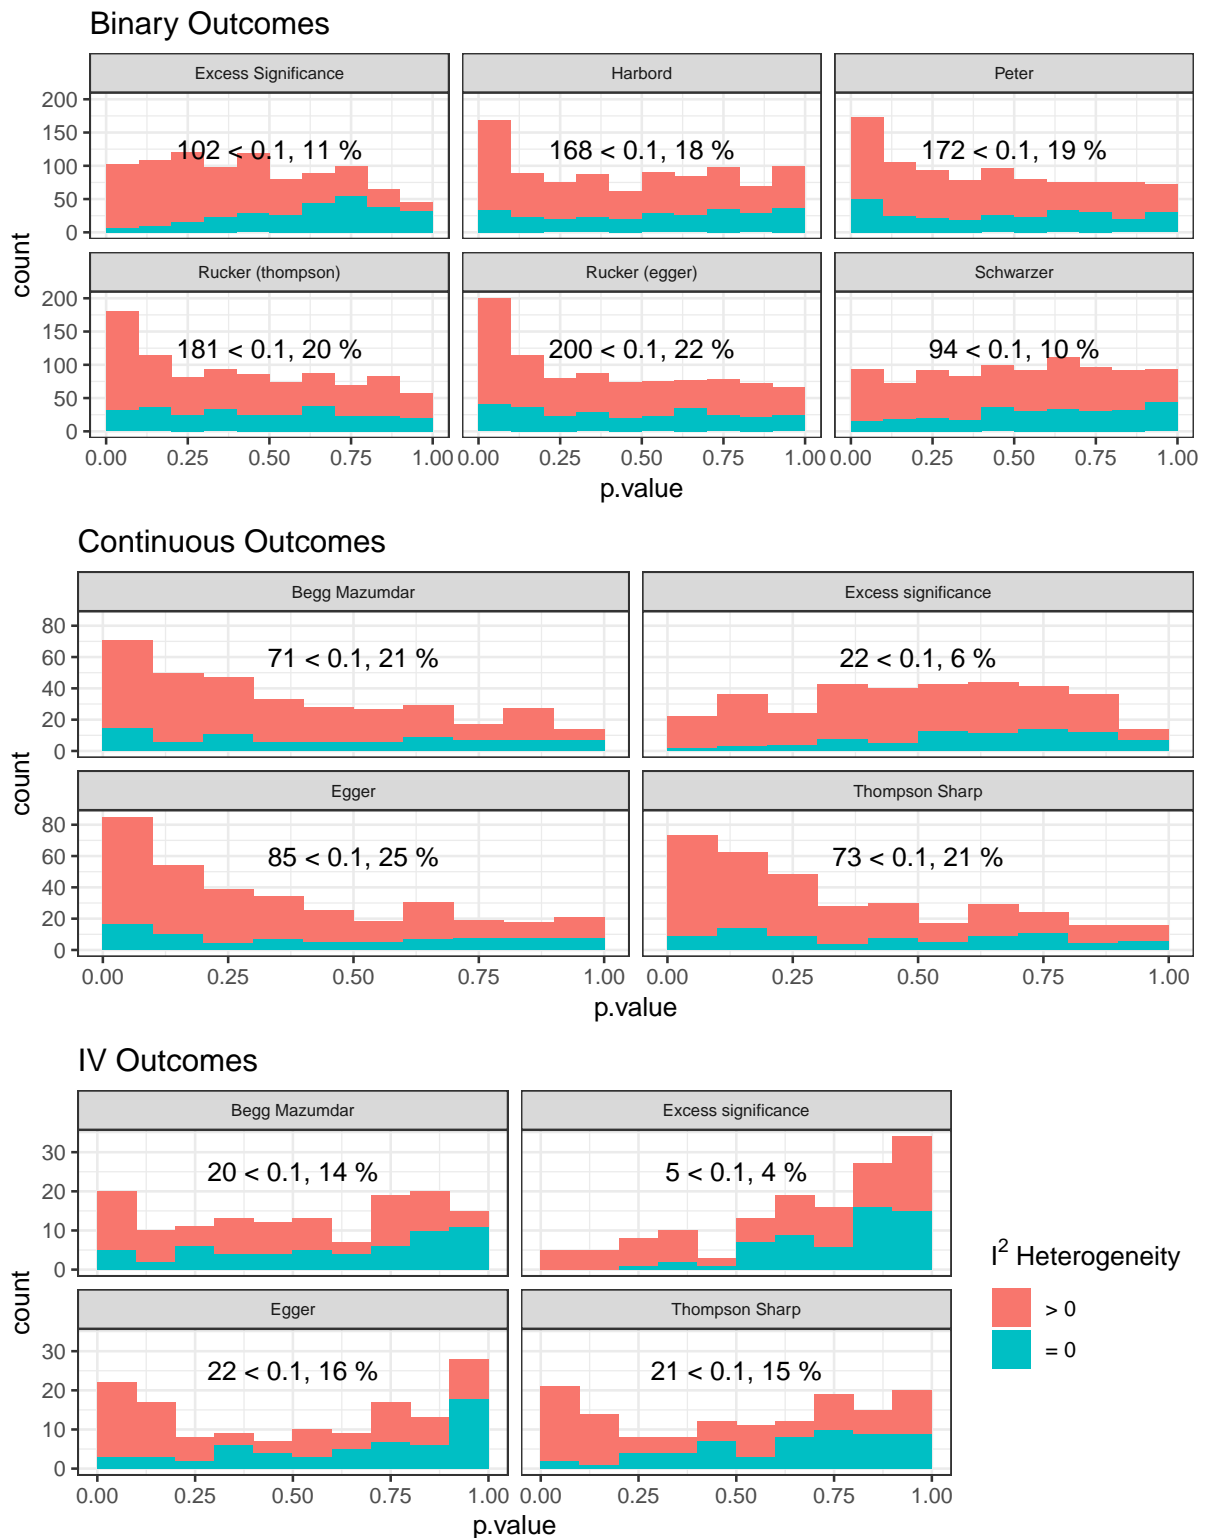 Binary Outcomes
Excess Significance
Harbord
Peter
200
150
100
50
0
102 < 0.1, 11 %
168 < 0.1, 18 %
172 < 0.1, 19 %
count
Rucker (thompson)
Rucker (egger)
Schwarzer
200
150
100
50
0
181 < 0.1, 20 %
200 < 0.1, 22 %
94 < 0.1, 10 %
0.00 0.25 0.50 0.75 1.00
0.00 0.25 0.50 0.75 1.00
0.00 0.25 0.50 0.75 1.00
p.value
Continuous Outcomes
Begg Mazumdar
Excess significance
80
60
40
20
0
71 < 0.1, 21 %
22 < 0.1, 6 %
count
Egger
Thompson Sharp
80
60
40
20
0
85 < 0.1, 25 %
73 < 0.1, 21 %
0.00 0.25 0.50 0.75 1.00
0.00 0.25 0.50 0.75 1.00
p.value
IV Outcomes
Begg Mazumdar
Excess significance
30
20
10
0
20 < 0.1, 14 %
5 < 0.1, 4 %
count
Egger
Thompson Sharp
30
20
10
0
22 < 0.1, 16 %
21 < 0.1, 15 %
0.00 0.25 0.50 0.75 1.00
0.00 0.25 0.50 0.75 1.00
p.value
I² Heterogeneity
> 0
= 0